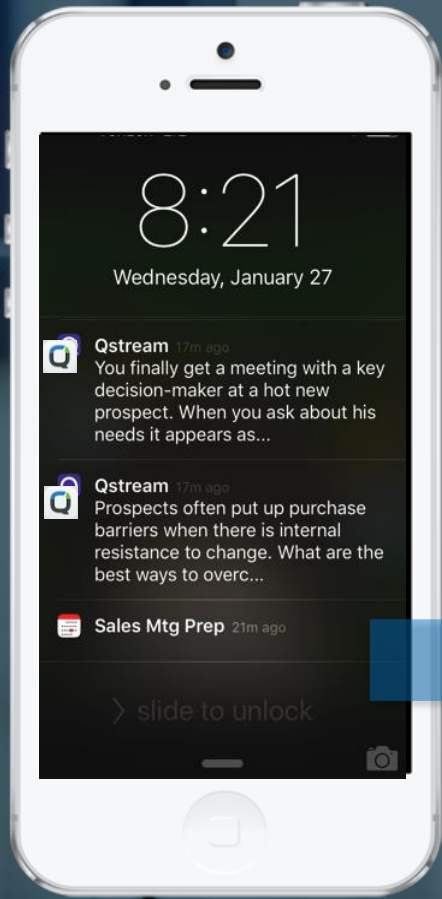 8:21
Wednesday, January 27
Qstream 17m ago
You finally get a meeting with a key
decision-maker at a hot new
prospect. When you ask about his
needs it appears as...
Qstream 17m ago
Prospects often put up purchase
barriers when there is internal
resistance to change. What are the
best ways to overc...
Sales Mtg Prep 21m ago
> slide to unlock